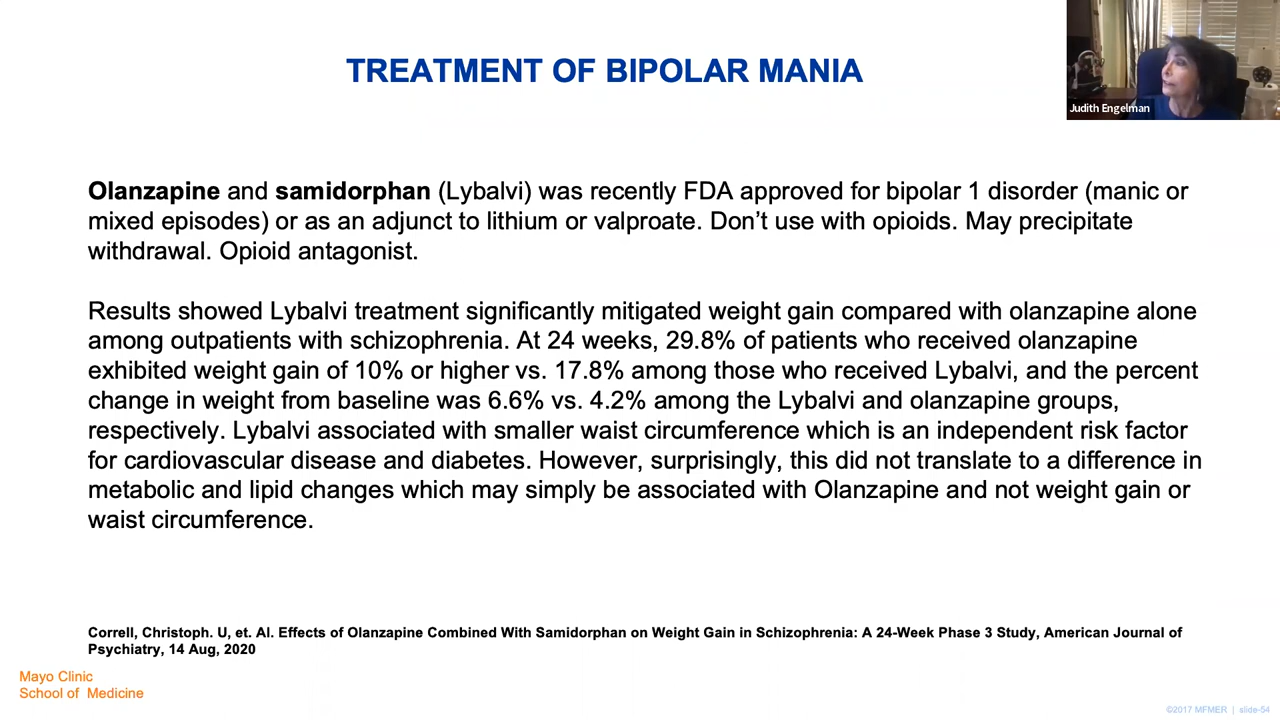 TREATMENT OF BIPOLAR MANIA
Judith Engelman
Olanzapine and samidorphan (Lybalvi) was recently FDA approved for bipolar 1 disorder (manic or
mixed episodes) or as an adjunct to lithium or valproate. Don’t use with opioids. May precipitate
withdrawal. Opioid antagonist.
Results showed Lybalvi treatment significantly mitigated weight gain compared with olanzapine alone
among outpatients with schizophrenia. At 24 weeks, 29.8% of patients who received olanzapine
exhibited weight gain of 10% or higher vs. 17.8% among those who received Lybalvi, and the percent
change in weight from baseline was 6.6% vs. 4.2% among the Lybalvi and olanzapine groups,
respectively. Lybalvi associated with smaller waist circumference which is an independent risk factor
for cardiovascular disease and diabetes. However, surprisingly, this did not translate to a difference in
metabolic and lipid changes which may simply be associated with Olanzapine and not weight gain or
waist circumference.
Correll, Christoph. U, et. Al. Effects of Olanzapine Combined With Samidorphan on Weight Gain in Schizophrenia: A 24-Week Phase 3 Study, American Journal of
Psychiatry, 14 Aug, 2020
Mayo Clinic
School of Medicine
©2017 MFMER | slide-54